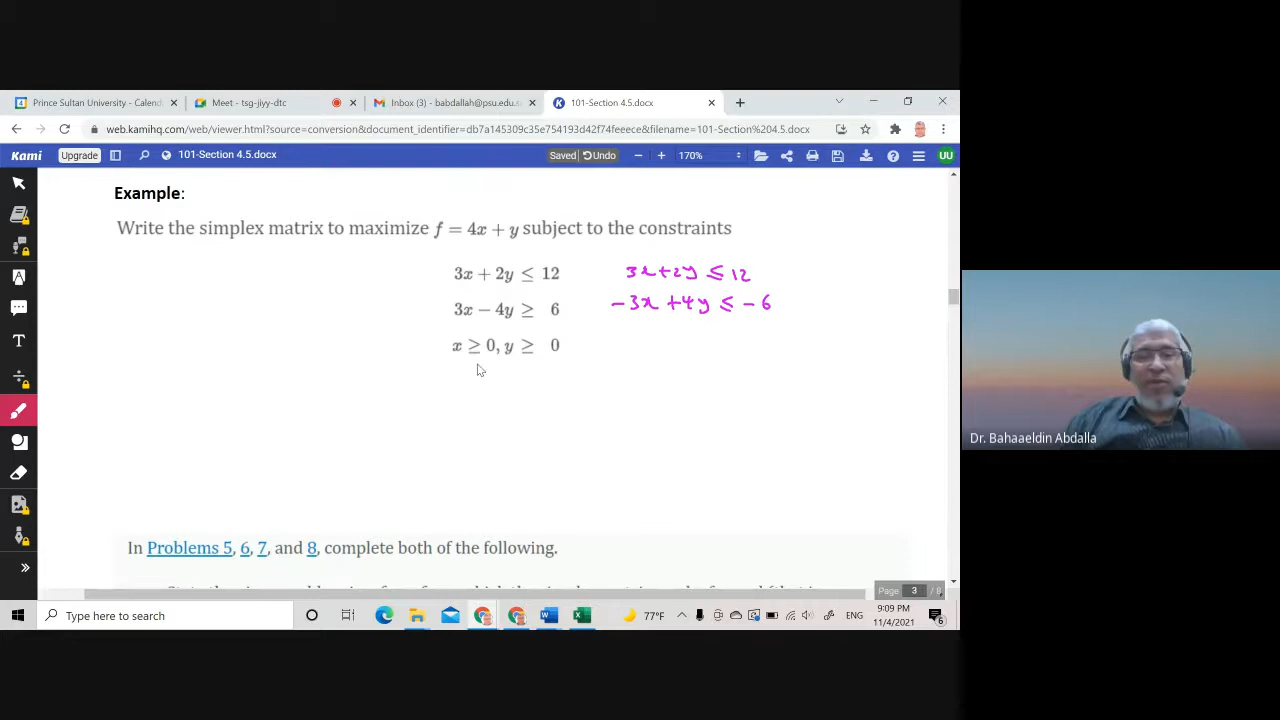 Prince Sultan University - Calend
Meet - tsg-jiyy-dtc
Inbox (3) - babdallah@psu.edu.s
101-Section 4.5.docx
web.kamihq.com/web/viewer.html?source=conversion&document_identifier=db7a145309c35e754193d42f74feeece&filename=101-Section%204.5.docx
Kami Upgrade 101-Section 4.5.docx Saved Undo 170% UU
Example:
Write the simplex matrix to maximize f = 4x + y subject to the constraints
3x + 2y ≤ 12 3x+2y ≤ 12
3x − 4y ≥ 6 -3x +4y ≤ -6
x ≥ 0, y ≥ 0
Dr. Bahaaeldin Abdalla
In Problems 5, 6, 7, and 8, complete both of the following.
Page 3 / 8
Type here to search 77°F ENG 9:09 PM
11/4/2021 6